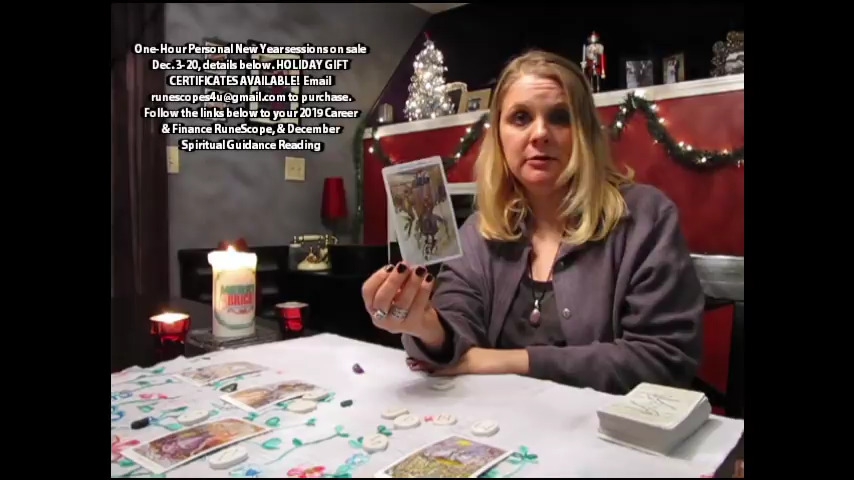 One-Hour Personal New Year sessions on sale
Dec. 3-20, details below. HOLIDAY GIFT
CERTIFICATES AVAILABLE! Email
runescopes4u@gmail.com to purchase.
Follow the links below to your 2019 Career
& Finance RuneScope, & December
Spiritual Guidance Reading